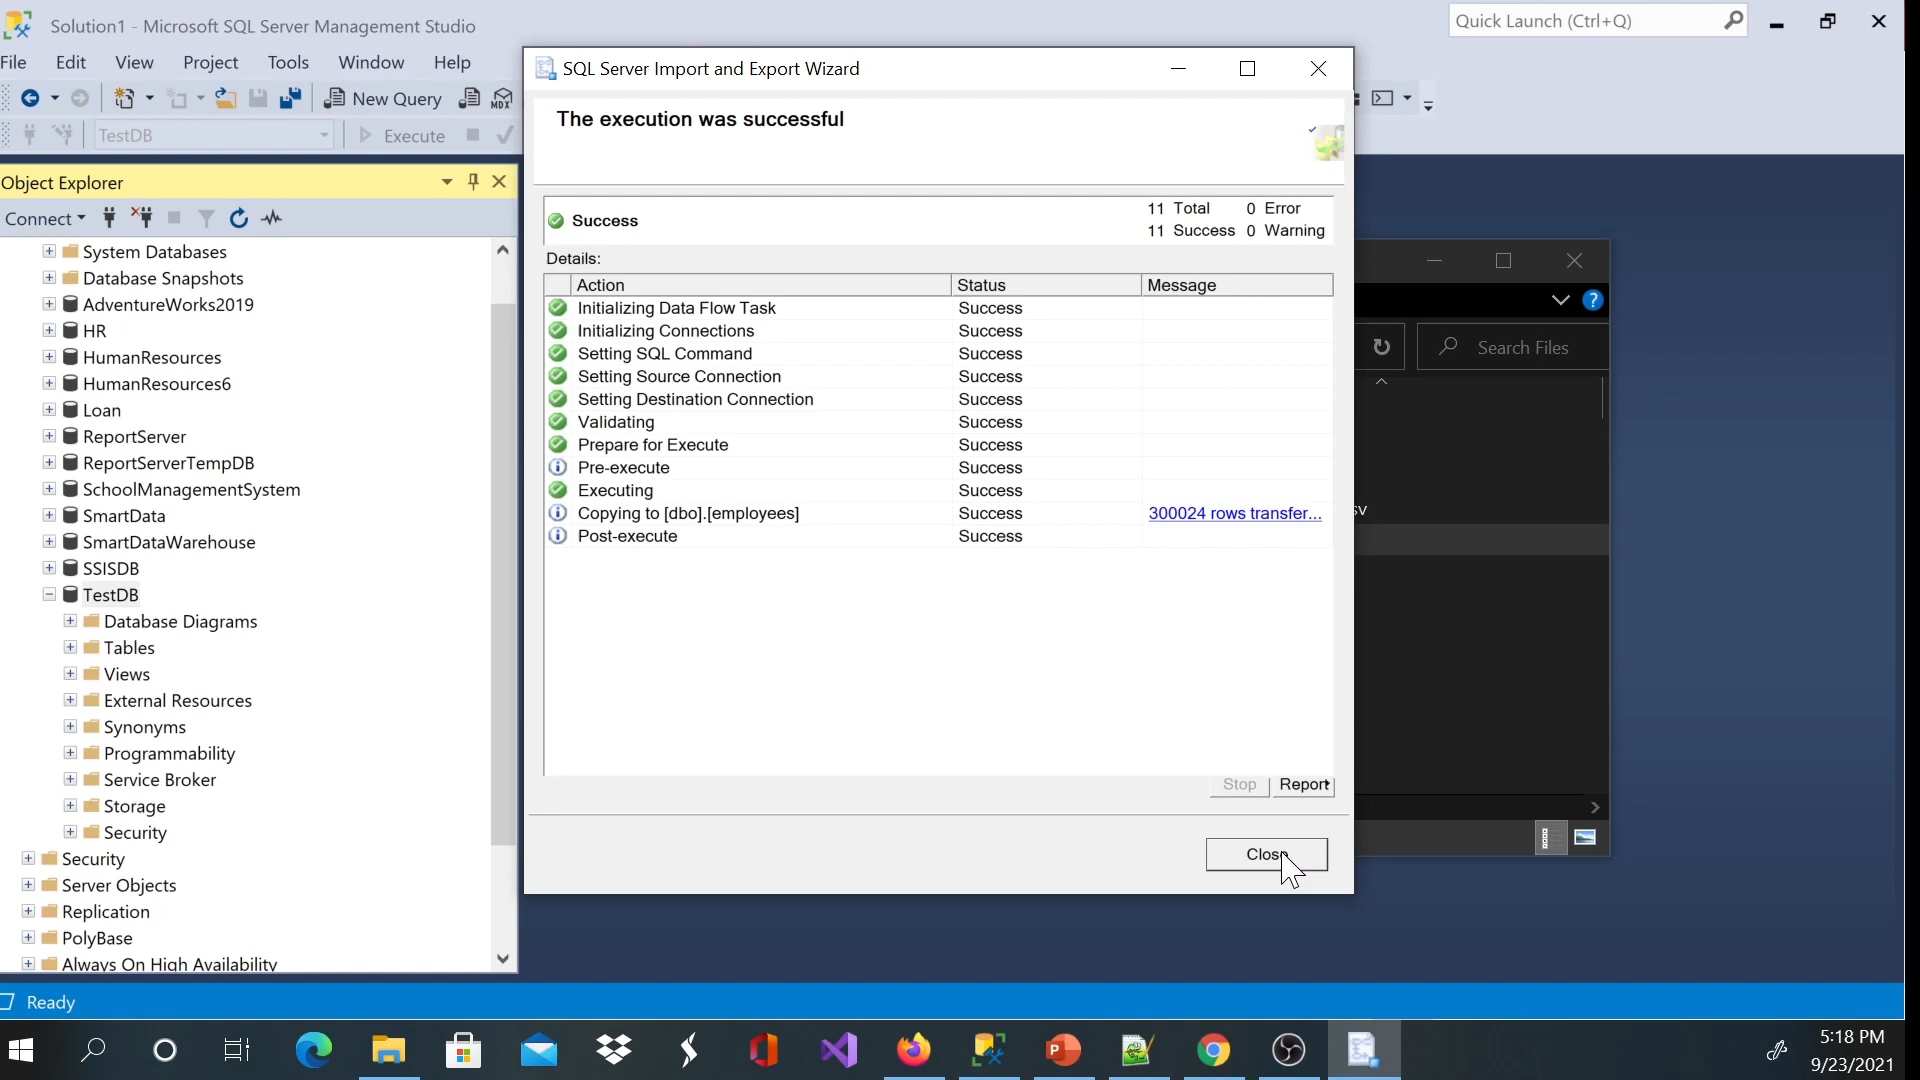 Solution1 - Microsoft SQL Server Management Studio
Quick Launch (Ctrl+Q)
File Edit View Project Tools Window Help
New Query
MDX
TestDB
Execute
Object Explorer
Connect
System Databases
Database Snapshots
AdventureWorks2019
HR
HumanResources
HumanResources6
Loan
ReportServer
ReportServerTempDB
SchoolManagementSystem
SmartData
SmartDataWarehouse
SSISDB
TestDB
Database Diagrams
Tables
Views
External Resources
Synonyms
Programmability
Service Broker
Storage
Security
Security
Server Objects
Replication
PolyBase
Always On High Availability
SQL Server Import and Export Wizard
The execution was successful
Success
11 Total 0 Error
11 Success 0 Warning
Details:
Action Status Message
Initializing Data Flow Task Success
Initializing Connections Success
Setting SQL Command Success
Setting Source Connection Success
Setting Destination Connection Success
Validating Success
Prepare for Execute Success
Pre-execute Success
Executing Success
Copying to [dbo].[employees] Success 300024 rows transfer...
Post-execute Success
Stop Report
Close
Search Files
sv
Ready
5:18 PM
9/23/2021